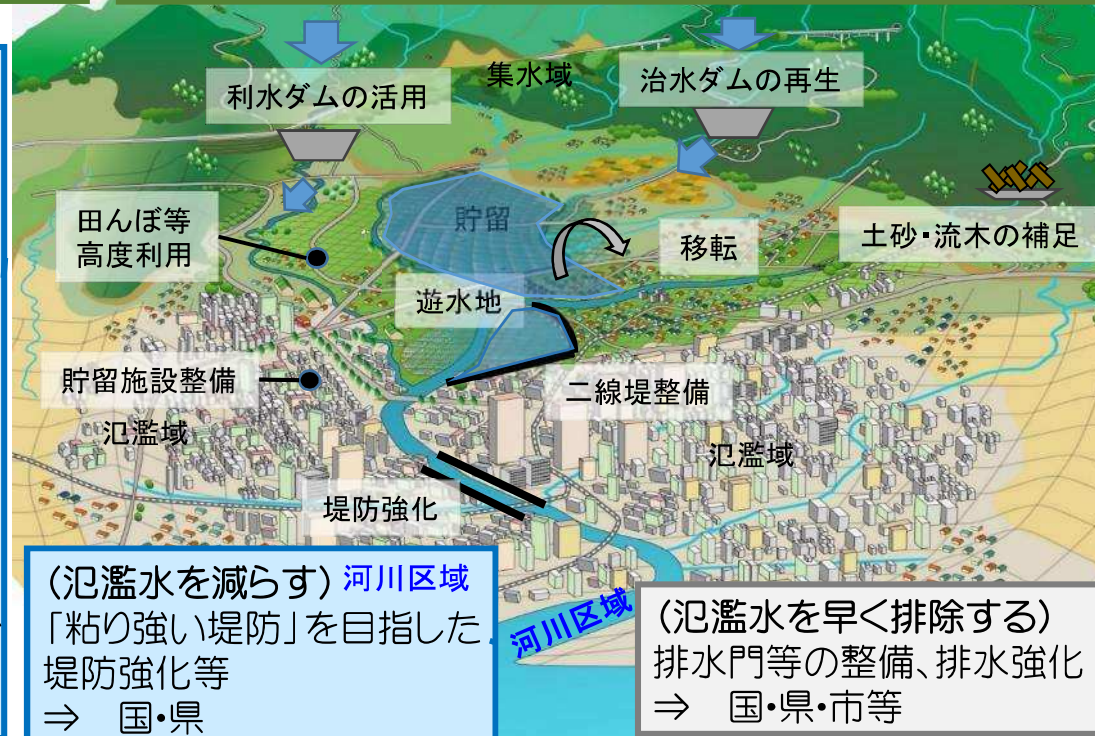 集水域
利水ダムの活用
治水ダムの再生
田んぼ等
高度利用
貯留
移転
土砂・流木の補足
遊水地
貯留施設整備
二線堤整備
氾濫域
氾濫域
堤防強化
(氾濫水を減らす) 河川区域
「粘り強い堤防」を目指した
堤防強化等
⇒ 国・県
河川区域
(氾濫水を早く排除する)
排水門等の整備、排水強化
⇒ 国・県・市等